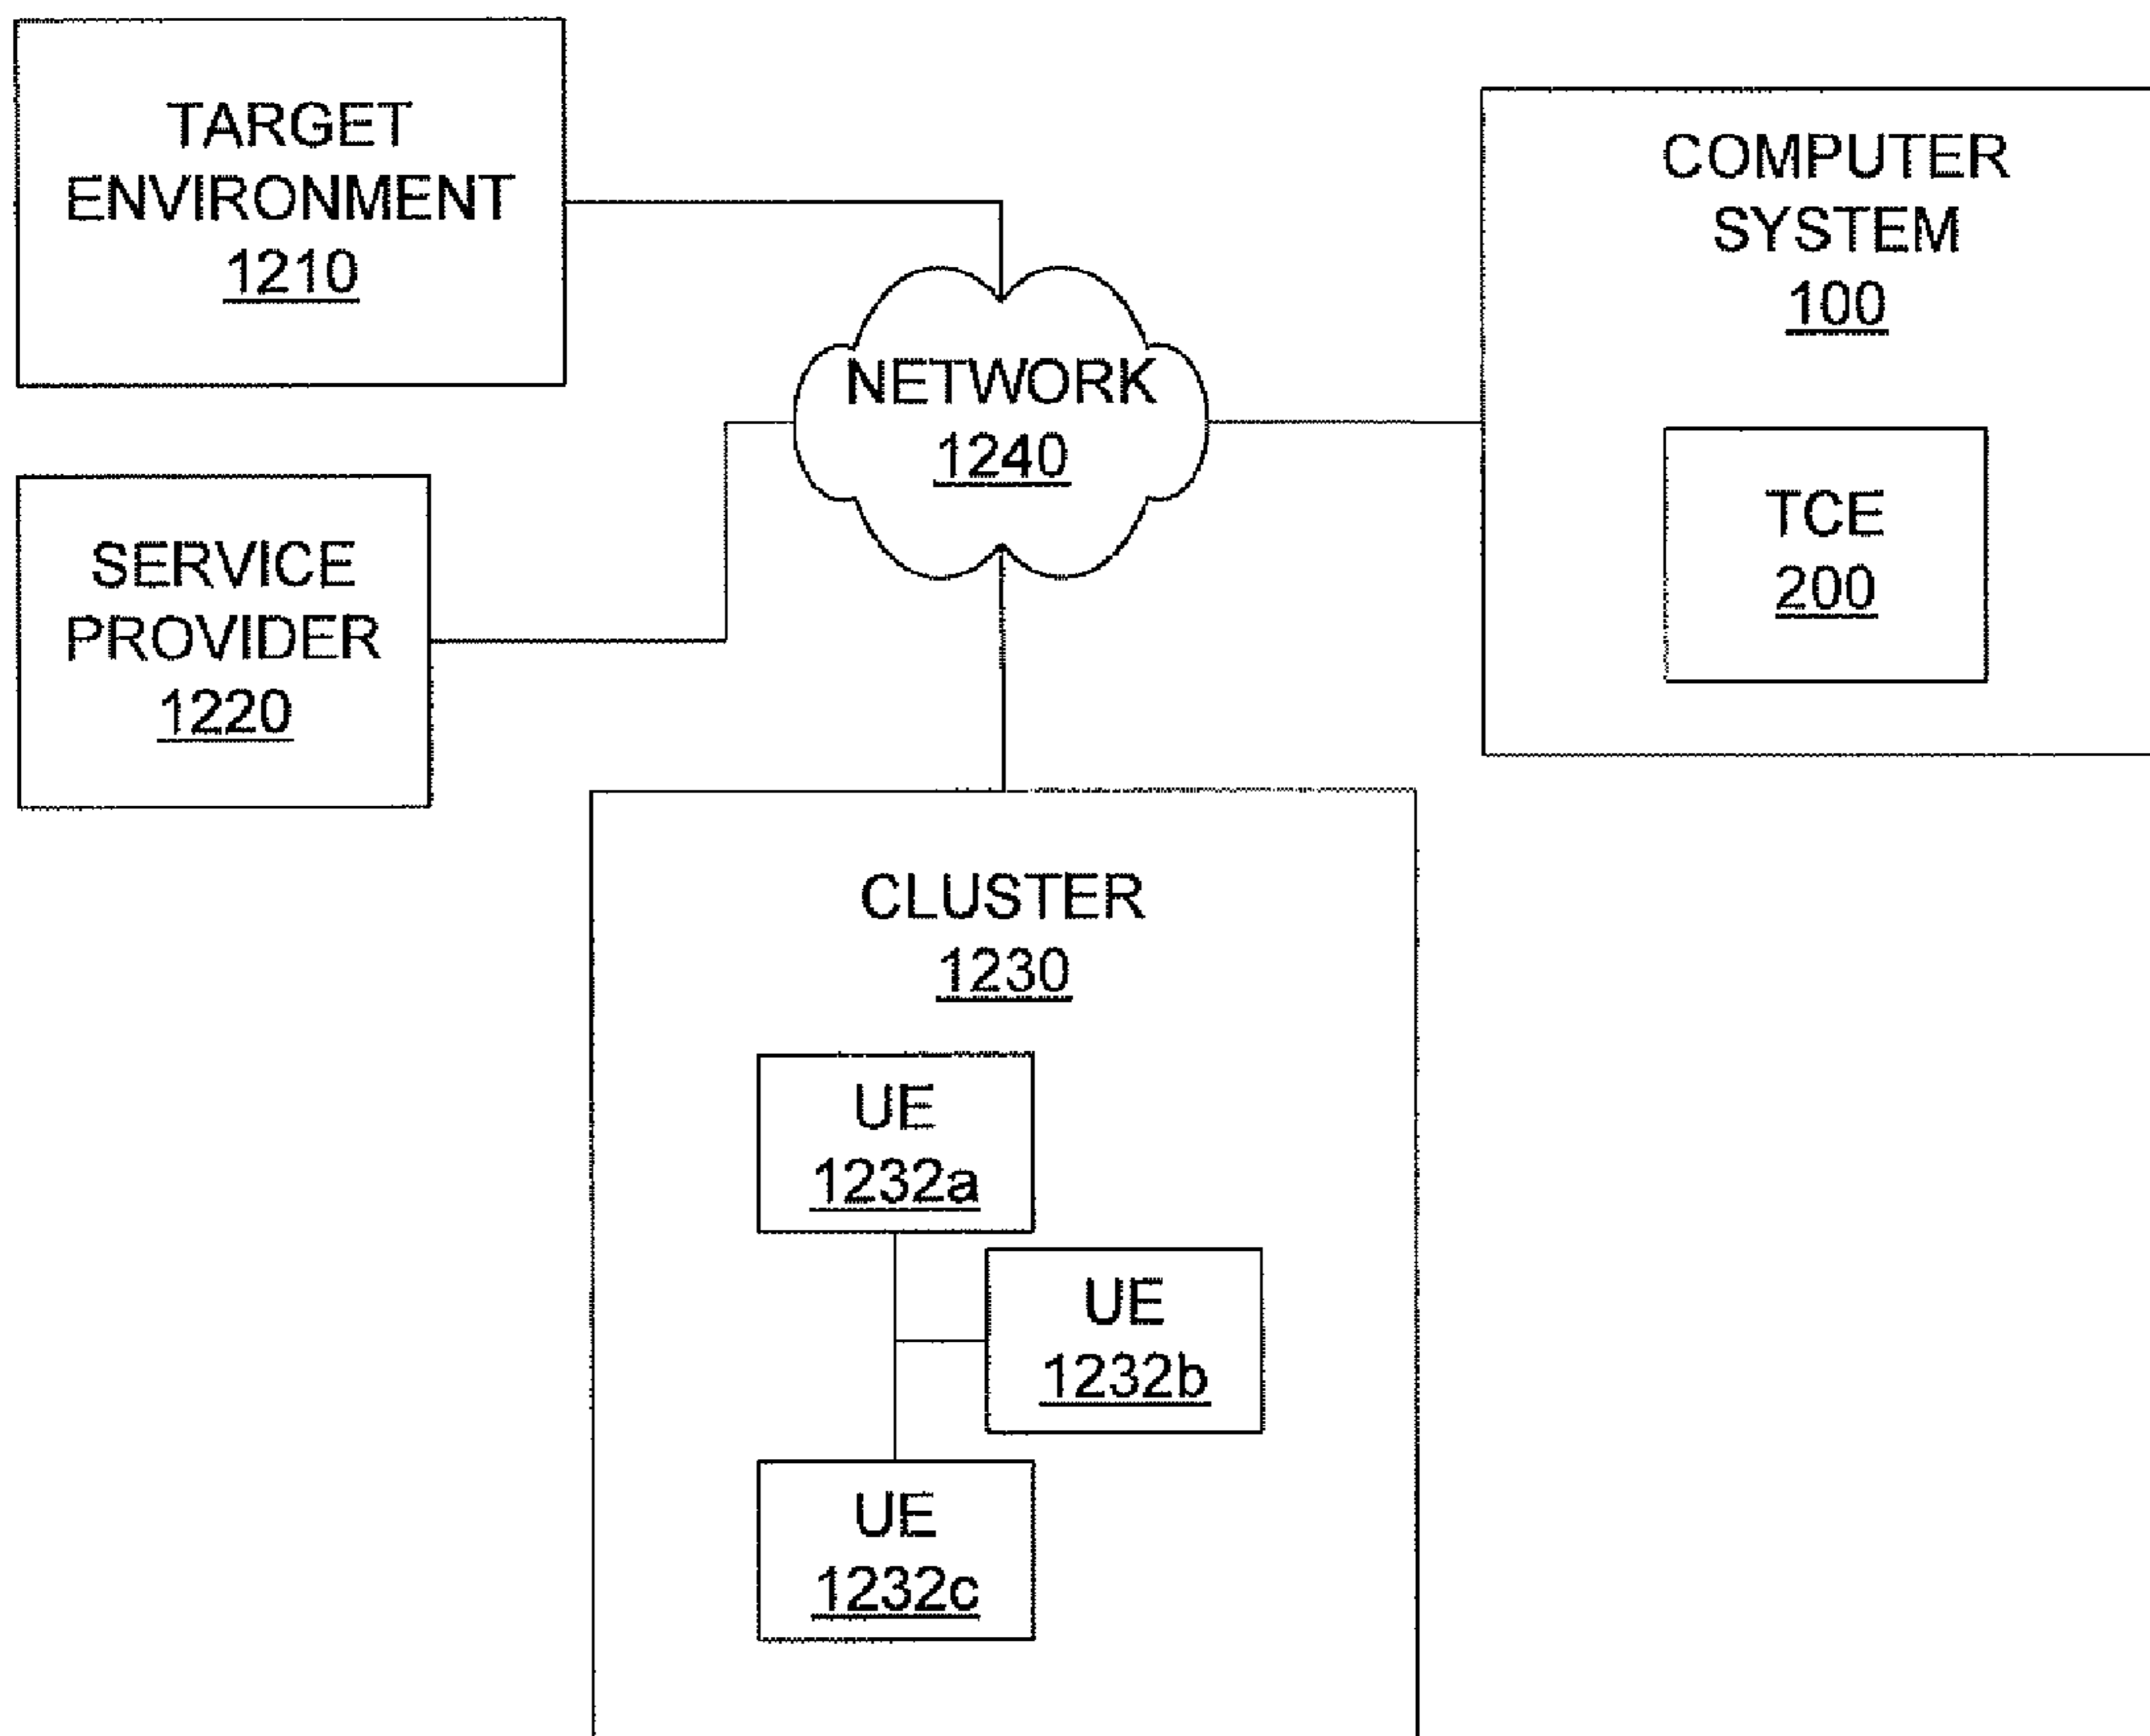 TARGET
ENVIRONMENT
1210
COMPUTER
SYSTEM
100
NETWORK
1240
TCE
200
SERVICE
PROVIDER
1220
CLUSTER
1230
UE
1232a
UE
1232b
UE
1232c